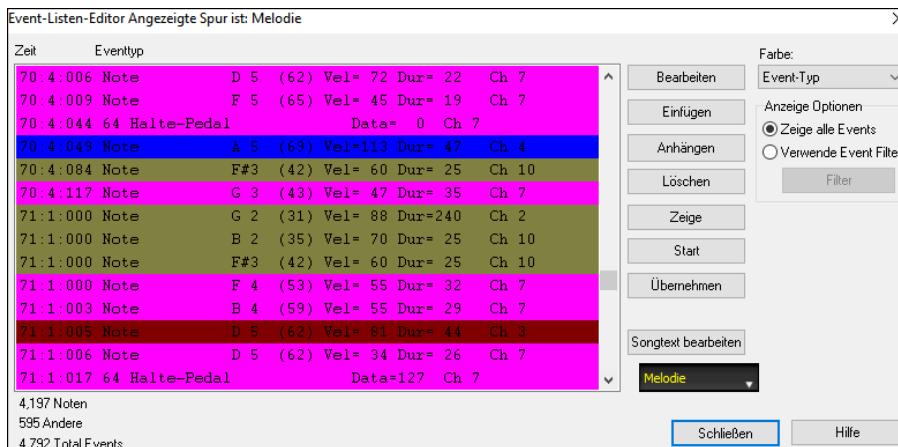 Event-Listen-Editor Angezeigte Spur ist: Melodie
Zeit Eventtyp
70:4:006 Note D 5 (62) Vel= 72 Dur= 22 Ch 7
70:4:009 Note F 5 (65) Vel= 45 Dur= 19 Ch 7
70:4:044 64 Halte-Pedal Data= 0 Ch 7
70:4:049 Note A 5 (69) Vel=113 Dur= 47 Ch 4
70:4:084 Note F#3 (42) Vel= 60 Dur= 25 Ch 10
70:4:117 Note G 3 (43) Vel= 47 Dur= 35 Ch 7
71:1:000 Note G 2 (31) Vel= 88 Dur=240 Ch 2
71:1:000 Note B 2 (35) Vel= 70 Dur= 25 Ch 10
71:1:000 Note F#3 (42) Vel= 60 Dur= 25 Ch 10
71:1:000 Note F 4 (53) Vel= 55 Dur= 32 Ch 7
71:1:003 Note B 4 (59) Vel= 55 Dur= 29 Ch 7
71:1:005 Note D 5 (62) Vel= 81 Dur= 44 Ch 3
71:1:006 Note D 5 (62) Vel= 34 Dur= 26 Ch 7
71:1:017 64 Halte-Pedal Data=127 Ch 7
4,197 Noten
595 Andere
4,792 Total Events
Bearbeiten
Einfügen
Anhängen
Löschen
Zeige
Start
Übernehmen
Songtext bearbeiten
Melodie
Farbe:
Event-Typ
Anzeige Optionen
Zeige alle Events
Verwende Event Filter
Filter
Schließen
Hilfe